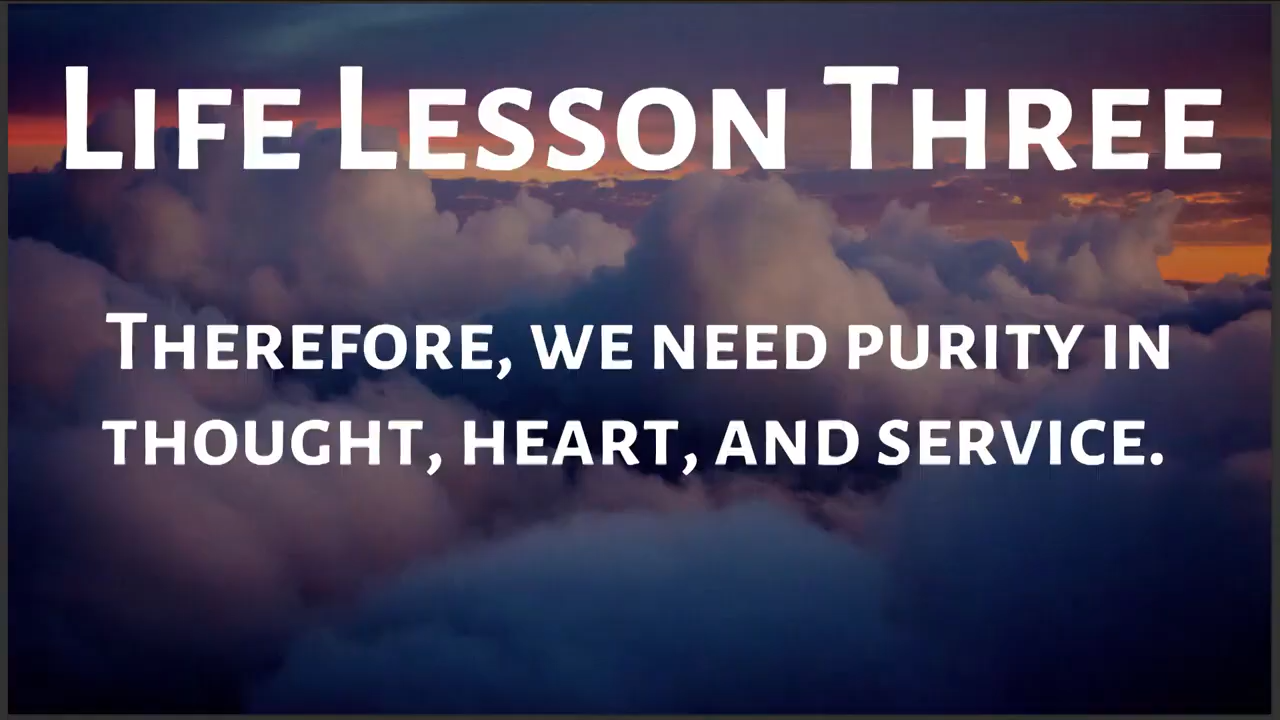 Life Lesson Three
Therefore, we need purity in
thought, heart, and service.